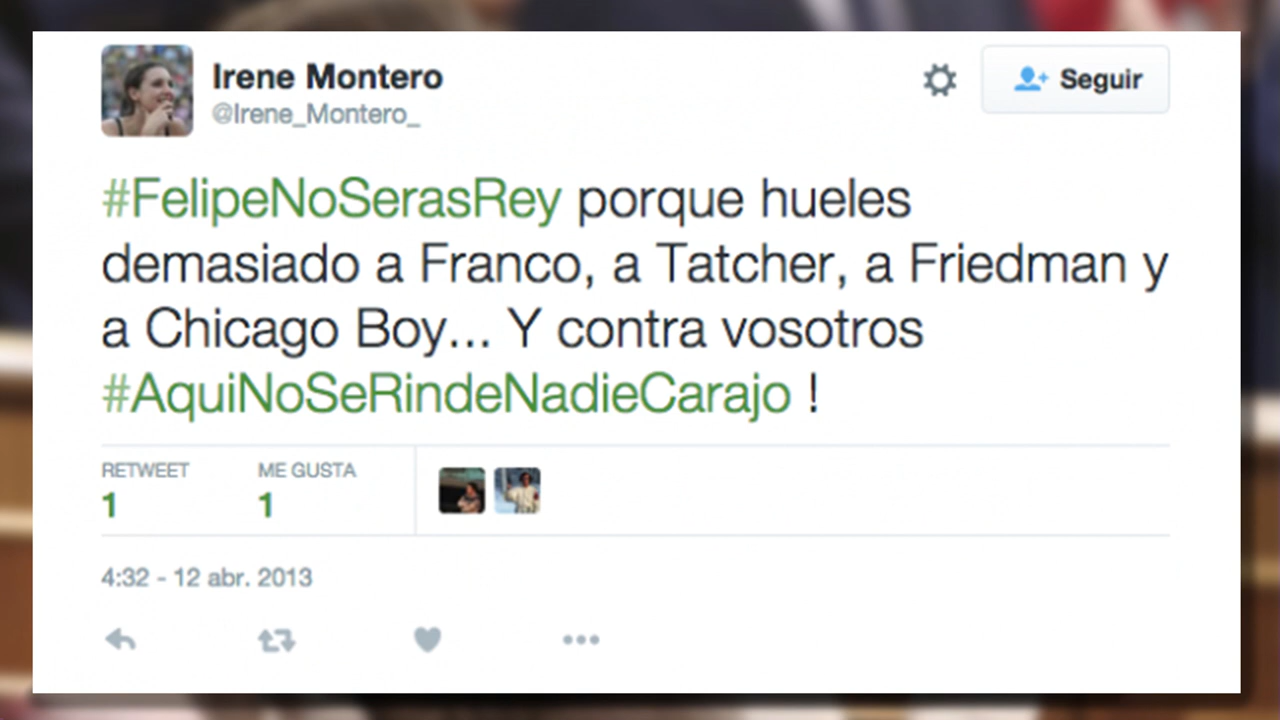 Irene Montero
@Irene_Montero_
Seguir
#FelipeNoSerasRey porque hueles
demasiado a Franco, a Tatcher, a Friedman y
a Chicago Boy... Y contra vosotros
#AquiNoSeRindeNadieCarajo !
RETWEET
ME GUSTA
1
1
4:32 - 12 abr. 2013